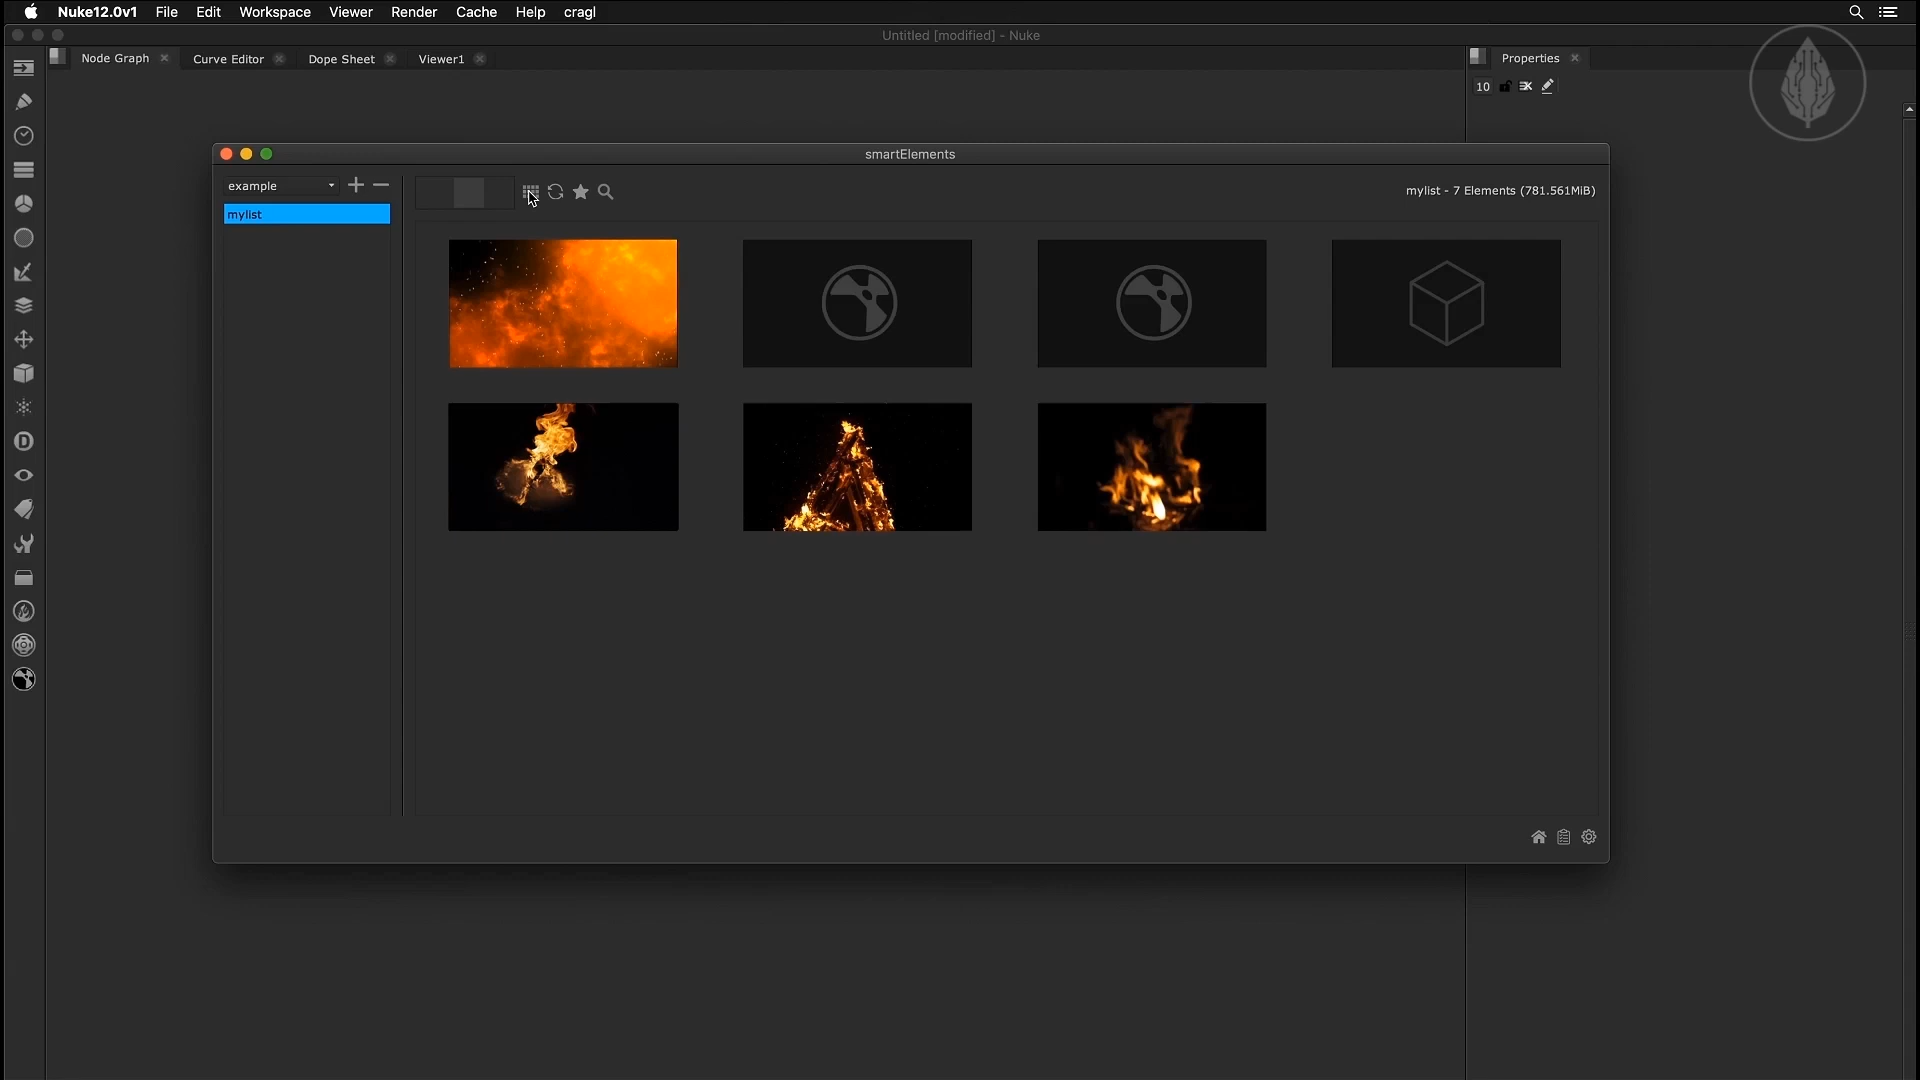 Nuke12.0v1 File Edit Workspace Viewer Render Cache Help cragl
Untitled [modified] - Nuke
Node Graph Curve Editor Dope Sheet Viewer1 Properties
10
smartElements
example
mylist - 7 Elements (781.561MiB)
mylist
D